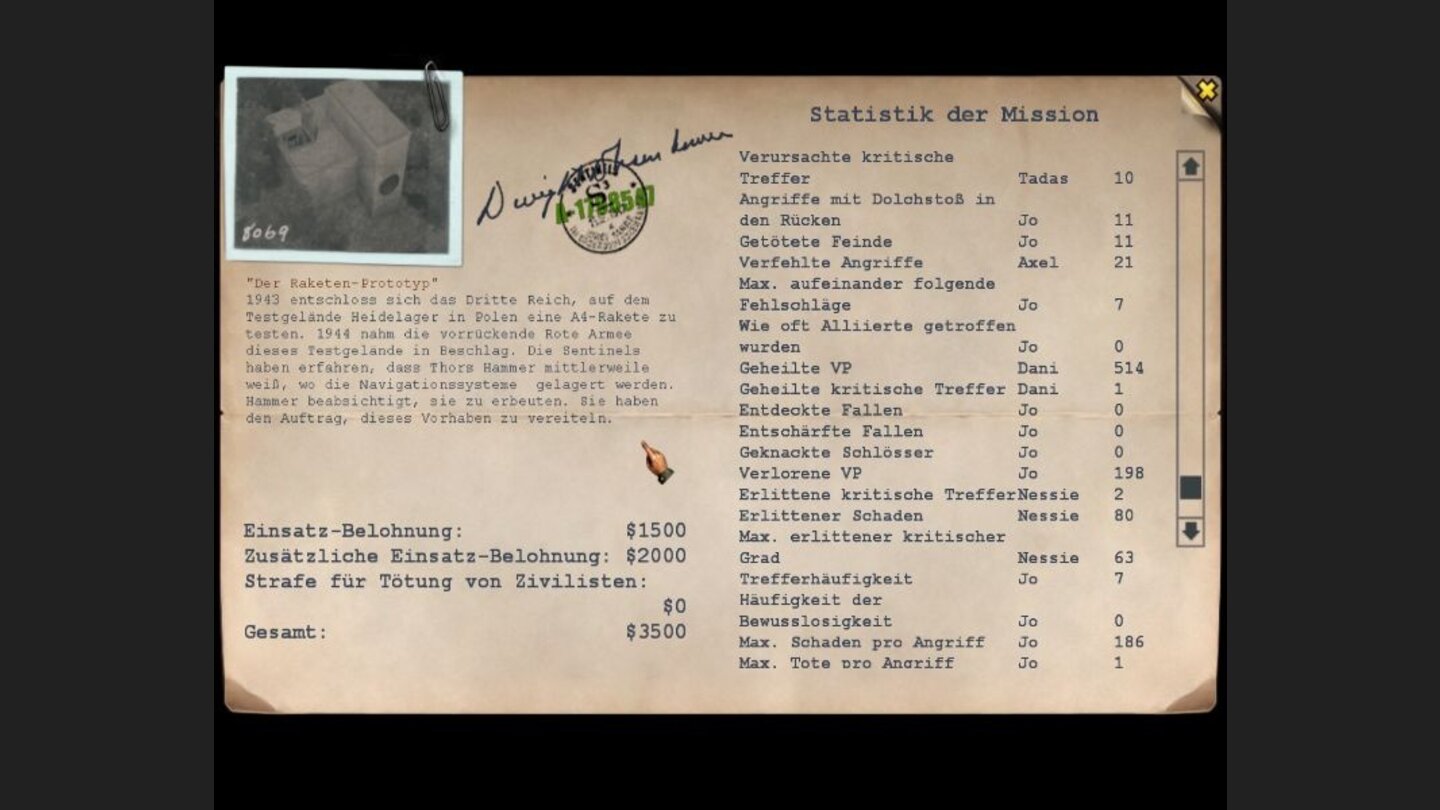 8069
A-1798547
"Der Raketen-Prototyp"
1943 entschloss sich das Dritte Reich, auf dem
Testgelände Heidelager in Polen eine A4-Rakete zu
testen. 1944 nahm die vorrückende Rote Armee
dieses Testgelände in Beschlag. Die Sentinels
haben erfahren, dass Thors Hammer mittlerweile
weiß, wo die Navigationssysteme gelagert werden.
Hammer beabsichtigt, sie zu erbeuten. Sie haben
den Auftrag, dieses Vorhaben zu vereiteln.
Einsatz-Belohnung: $1500
Zusätzliche Einsatz-Belohnung: $2000
Strafe für Tötung von Zivilisten:
$0
Gesamt: $3500
Statistik der Mission
Verursachte kritische
Treffer Tadas 10
Angriffe mit Dolchstoß in
den Rücken Jo 11
Getötete Feinde Jo 11
Verfehlte Angriffe Axel 21
Max. aufeinander folgende
Fehlschläge Jo 7
Wie oft Alliierte getroffen
wurden Jo 0
Geheilte VP Dani 514
Geheilte kritische Treffer Dani 1
Entdeckte Fallen Jo 0
Entschärfte Fallen Jo 0
Geknackte Schlösser Jo 0
Verlorene VP Jo 198
Erlittene kritische Treffer Nessie 2
Erlittener Schaden Nessie 80
Max. erlittener kritischer
Grad Nessie 63
Trefferhäufigkeit Jo 7
Häufigkeit der
Bewusslosigkeit Jo 0
Max. Schaden pro Angriff Jo 186
Max. Tote pro Angriff Jo 1